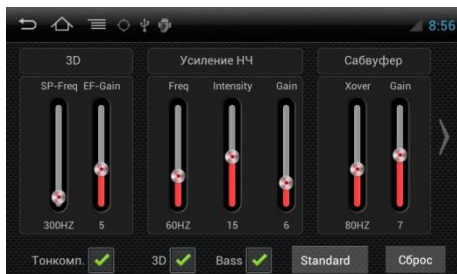 8:56
3D Усиление НЧ Сабвуфер
SP-Freq EF-Gain Freq Intensity Gain Xover Gain
300HZ 5 60HZ 15 6 80HZ 7
Тонкомп. 3D Bass Standard Сброс